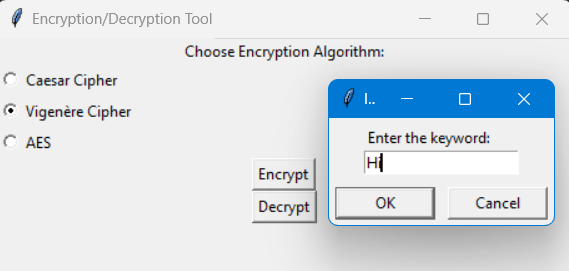 Encryption/Decryption Tool
Choose Encryption Algorithm:
Caesar Cipher
Vigenère Cipher
AES
Encrypt
Decrypt
I..
Enter the keyword:
Hi
OK
Cancel